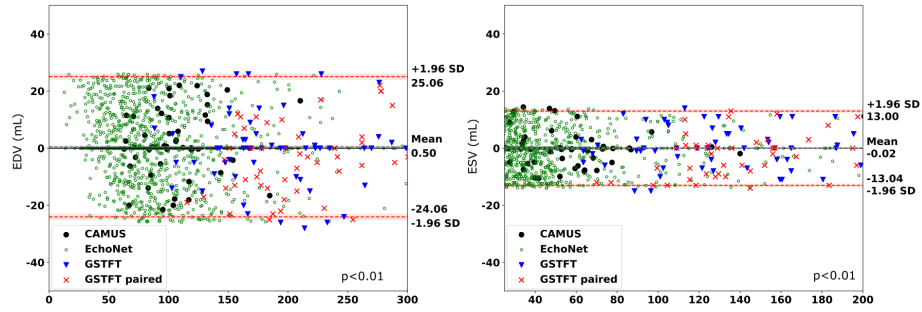 40
20
0
-20
-40
EDV (mL)
0
50
100
150
200
250
300
+1.96 SD
25.06
Mean
0.50
-24.06
-1.96 SD
CAMUS
EchoNet
GSTFT
GSTFT paired
p<0.01
40
20
0
-20
-40
ESV (mL)
40
60
80
100
120
140
160
180
200
+1.96 SD
13.00
Mean
-0.02
-13.04
-1.96 SD
CAMUS
EchoNet
GSTFT
GSTFT paired
p<0.01